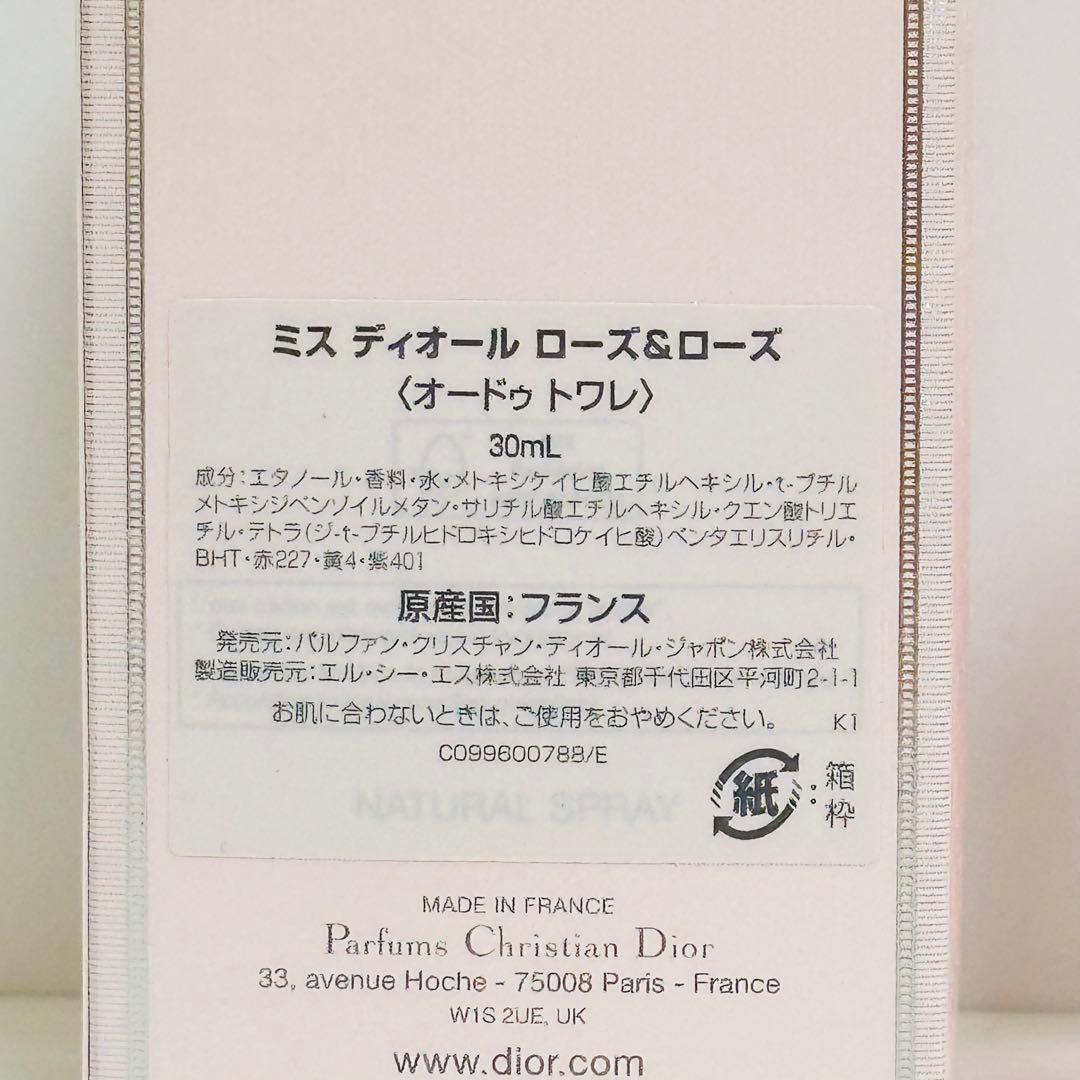 ミス ディオール ローズ&ローズ
〈オードゥ トワレ〉
30mL
成分:エタノール・香料・水・メトキシケイヒ酸エチルヘキシル・t-ブチル
メトキシジベンゾイルメタン・サリチル酸エチルヘキシル・クエン酸トリエ
チル・テトラ(ジ-t-ブチルヒドロキシヒドロケイヒ酸)ペンタエリスリチル・
BHT・赤227・黄4・紫401
原産国:フランス
発売元:パルファン・クリスチャン・ディオール・ジャポン株式会社
製造販売元:エル・シー・エス株式会社 東京都千代田区平河町2-1-1
お肌に合わないときは、ご使用をおやめください。 K1
C099600788/E
紙:箱
枠
NATURAL SPRAY
MADE IN FRANCE
Parfums Christian Dior
33, avenue Hoche - 75008 Paris - France
W1S 2UE, UK
www.dior.com